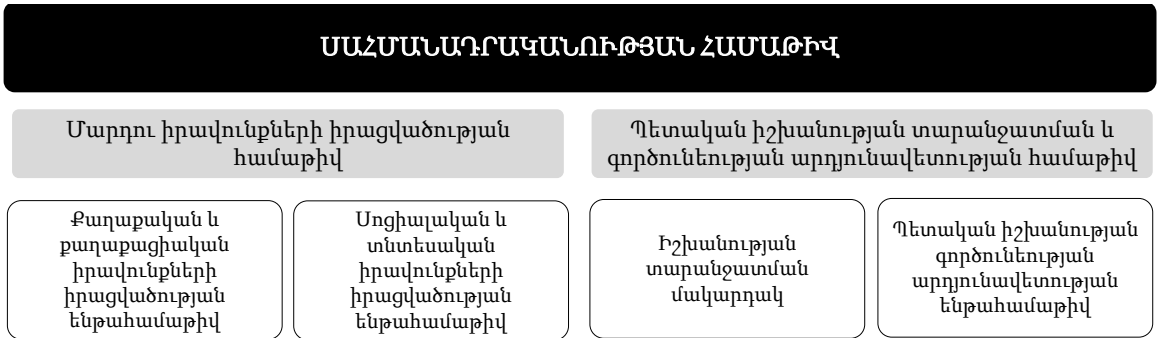 ՍԱՀՄԱՆԱԴՐԱԿԱՆՈՒԹՅԱՆ ՀԱՄԱԹԻՎ
Մարդու իրավունքների իրացվածության
համաթիվ
Պետական իշխանության տարանջատման և
գործունեության արդյունավետության համաթիվ
Քաղաքական և
քաղաքացիական
իրավունքների
իրացվածության
ենթահամաթիվ
Սոցիալական և
տնտեսական
իրավունքների
իրացվածության
ենթահամաթիվ
Իշխանության
տարանջատման
մակարդակ
Պետական իշխանության
գործունեության
արդյունավետության
ենթահամաթիվ